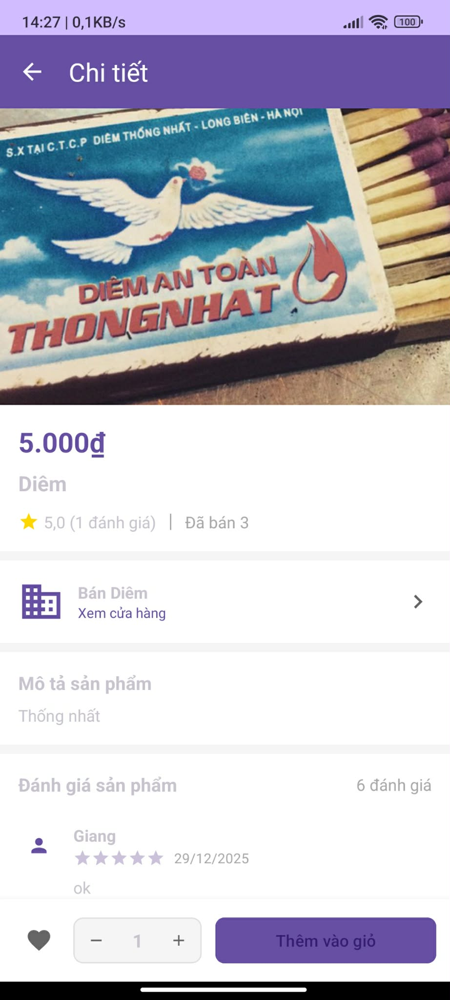 14:27 | 0,1KB/s
100
Chi tiết
S.X TẠI C.T.C.P DIÊM THỐNG NHẤT - LONG BIÊN - HÀ NỘI
DIÊM AN TOÀN
THONGNHAT
5.000₫
Diêm
5,0 (1 đánh giá) | Đã bán 3
Bán Diêm
Xem cửa hàng
Mô tả sản phẩm
Thống nhất
Đánh giá sản phẩm
6 đánh giá
Giang
29/12/2025
ok
− 1 +
Thêm vào giỏ